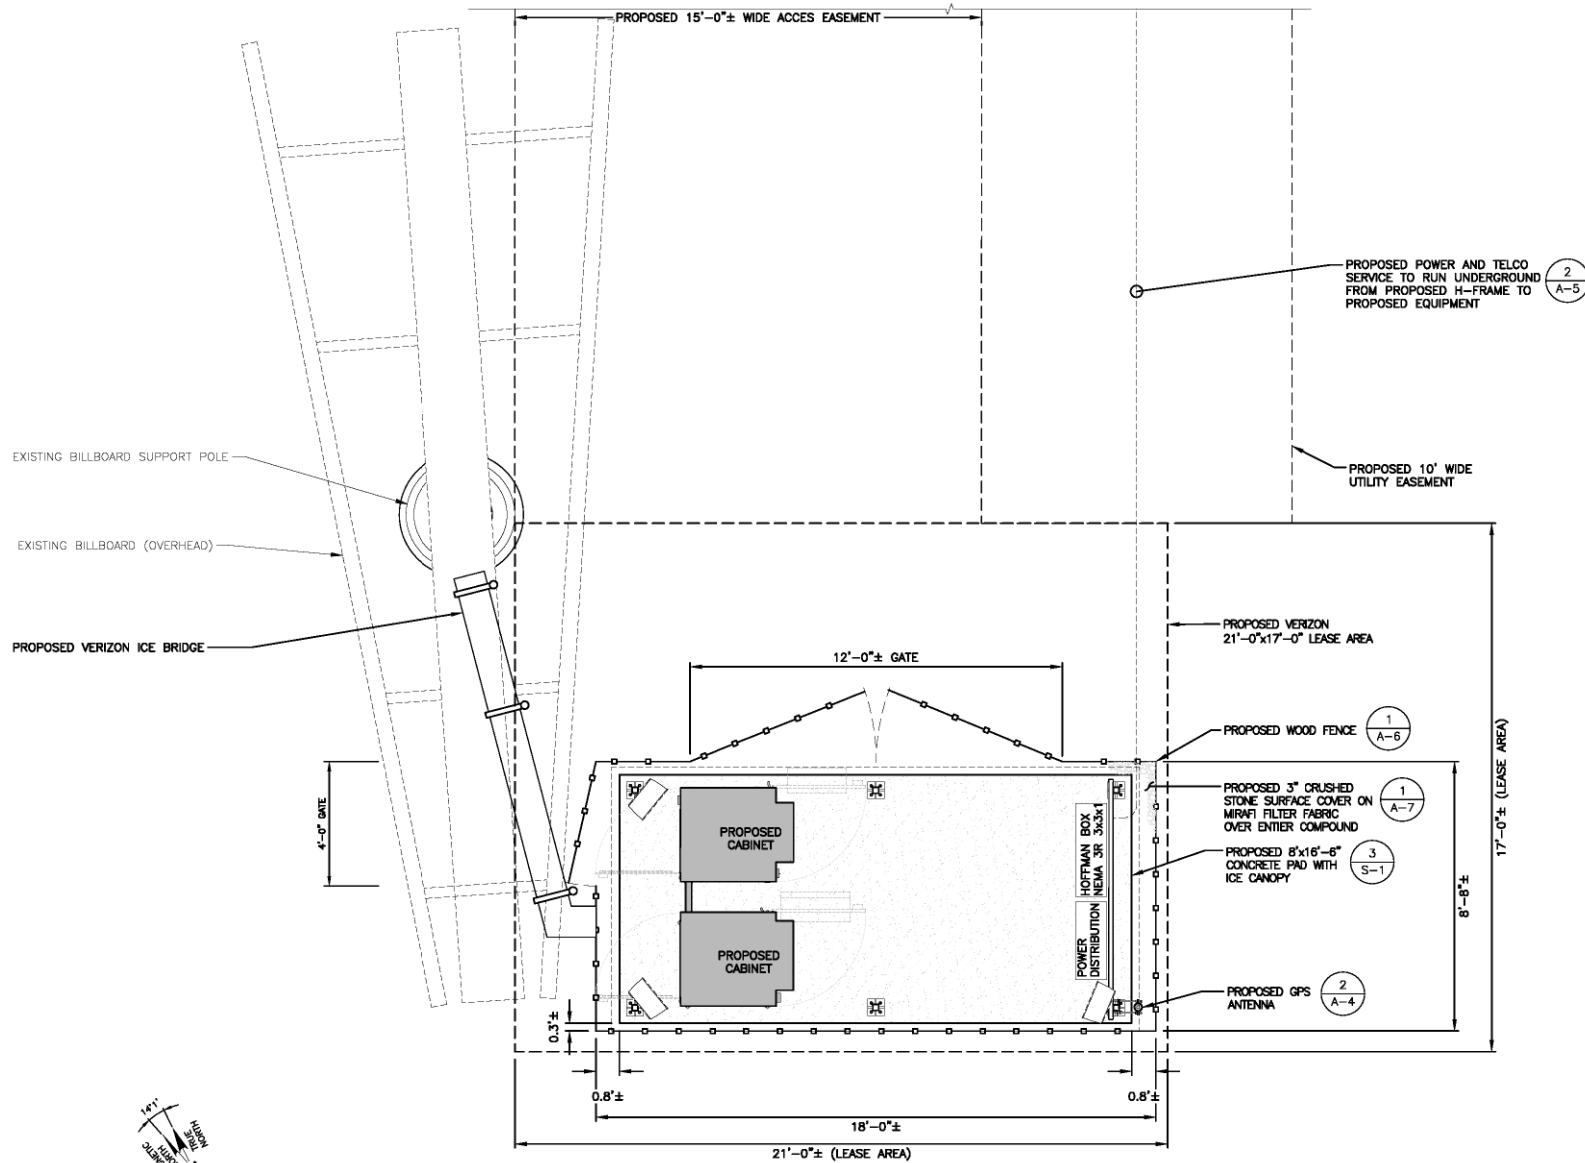 PROPOSED 15'-0"± WIDE ACCES EASEMENT
PROPOSED POWER AND TELCO
SERVICE TO RUN UNDERGROUND
FROM PROPOSED H-FRAME TO
PROPOSED EQUIPMENT
2
A-5
EXISTING BILLBOARD SUPPORT POLE
PROPOSED 10' WIDE
UTILITY EASEMENT
EXISTING BILLBOARD (OVERHEAD)
PROPOSED VERIZON ICE BRIDGE
PROPOSED VERIZON
21'-0"x17'-0" LEASE AREA
12'-0"± GATE
PROPOSED WOOD FENCE
1
A-6
4'-0" GATE
PROPOSED 3" CRUSHED
STONE SURFACE COVER ON
MIRAFI FILTER FABRIC
OVER ENTIER COMPOUND
1
A-7
17'-0"± (LEASE AREA)
PROPOSED
CABINET
HOFFMAN BOX
NEMA 3R 3x3x1
PROPOSED 8'x16'-6"
CONCRETE PAD WITH
ICE CANOPY
3
S-1
8'-8"±
PROPOSED
CABINET
POWER
DISTRIBUTION
PROPOSED GPS
ANTENNA
2
A-4
0.3'±
0.8'±
0.8'±
18'-0"±
21'-0"± (LEASE AREA)
14°1'
TRUE
NORTH